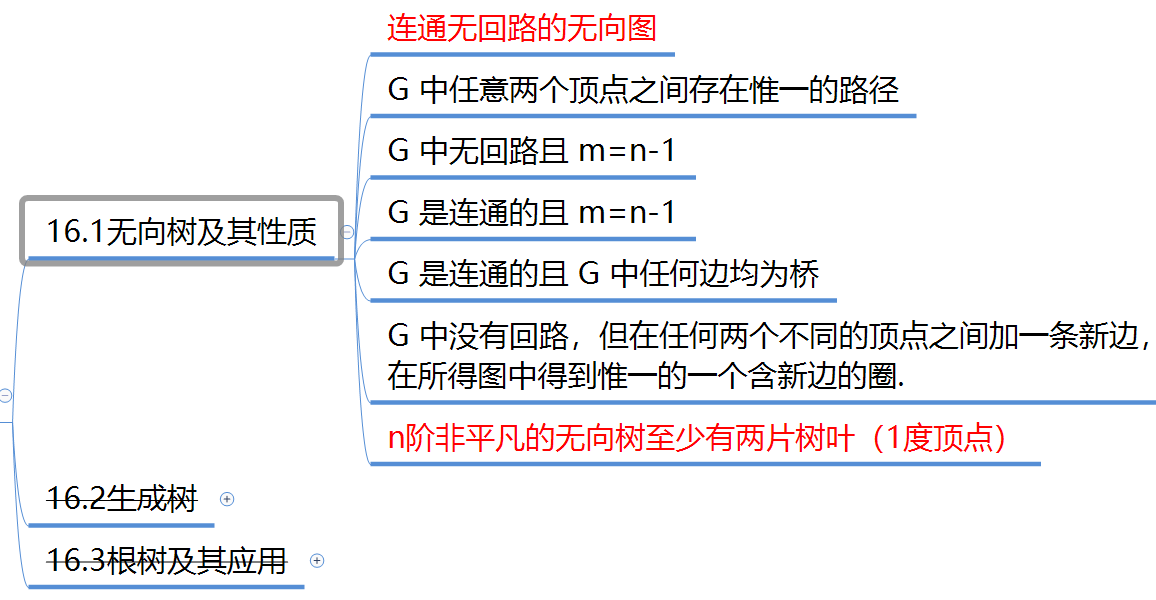 连通无回路的无向图
G 中任意两个顶点之间存在惟一的路径
G 中无回路且 m=n-1
16.1无向树及其性质
G 是连通的且 m=n-1
G 是连通的且 G 中任何边均为桥
G 中没有回路，但在任何两个不同的顶点之间加一条新边，
在所得图中得到惟一的一个含新边的圈.
n阶非平凡的无向树至少有两片树叶（1度顶点）
16.2生成树
16.3根树及其应用